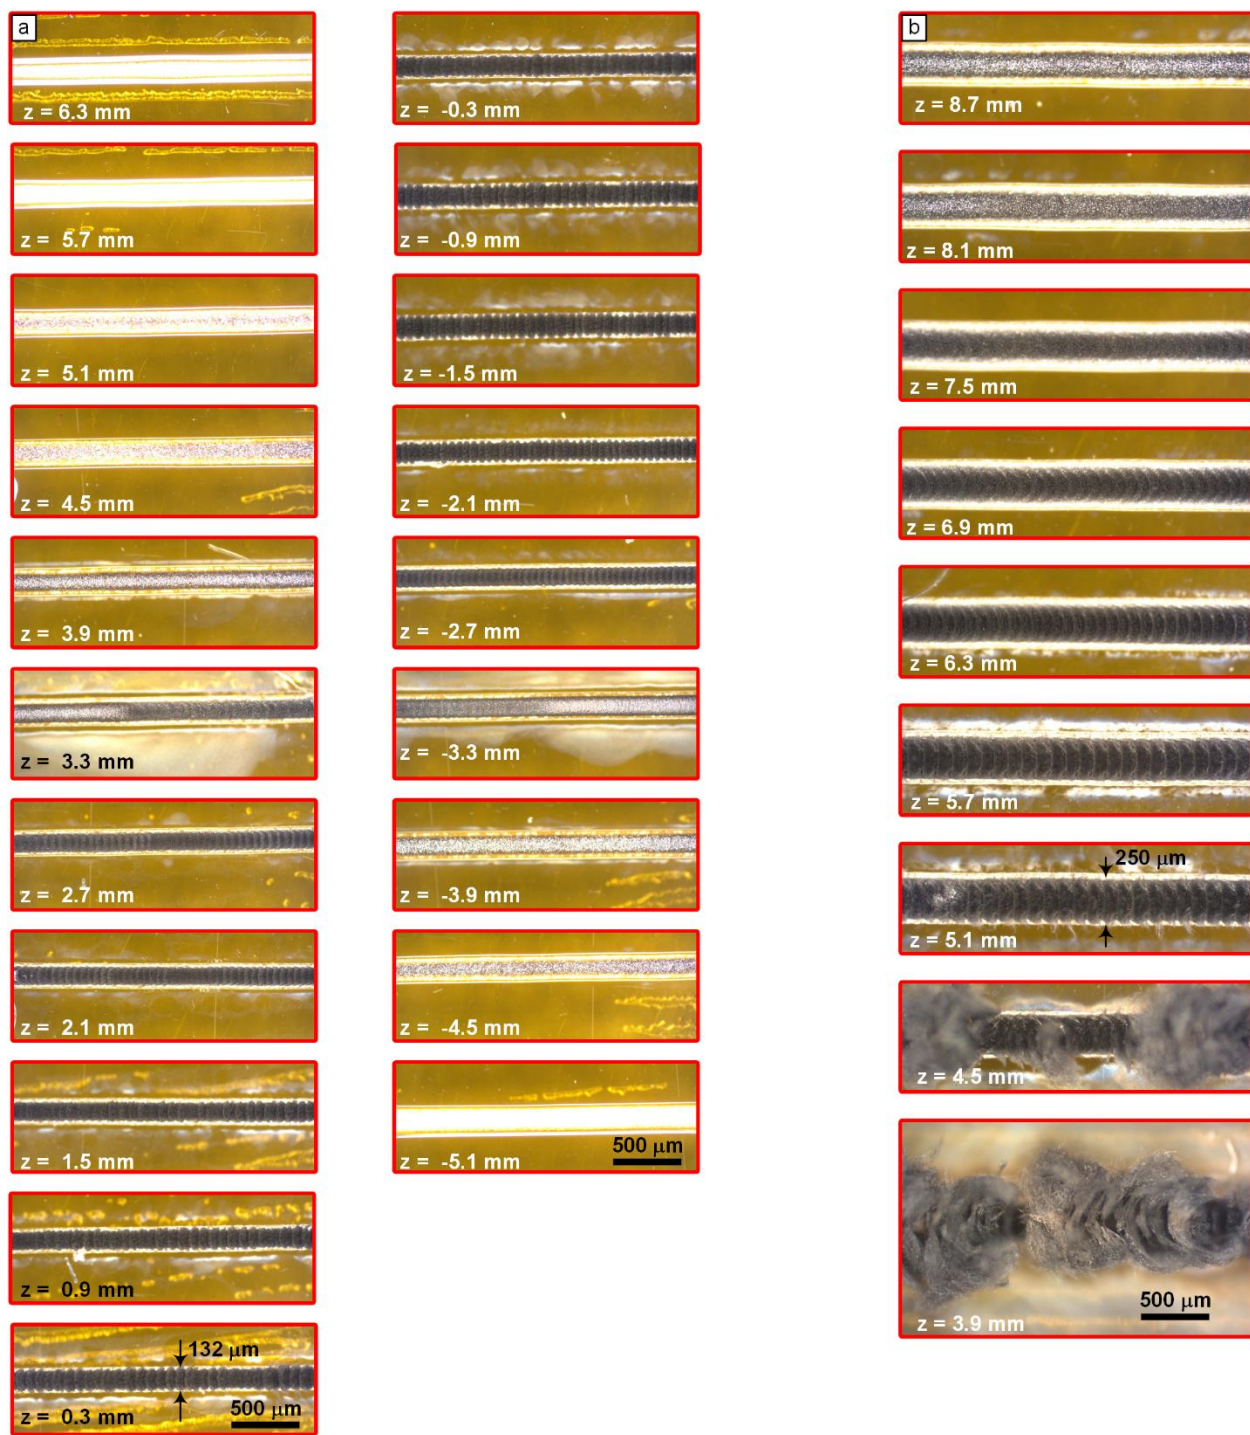 a
z = 6.3 mm
z = 5.7 mm
z = 5.1 mm
z = 4.5 mm
z = 3.9 mm
z = 3.3 mm
z = 2.7 mm
z = 2.1 mm
z = 1.5 mm
z = 0.9 mm
132 μm
z = 0.3 mm
500 μm
z = -0.3 mm
z = -0.9 mm
z = -1.5 mm
z = -2.1 mm
z = -2.7 mm
z = -3.3 mm
z = -3.9 mm
z = -4.5 mm
z = -5.1 mm
500 μm
b
z = 8.7 mm
z = 8.1 mm
z = 7.5 mm
z = 6.9 mm
z = 6.3 mm
z = 5.7 mm
250 μm
z = 5.1 mm
z = 4.5 mm
500 μm
z = 3.9 mm